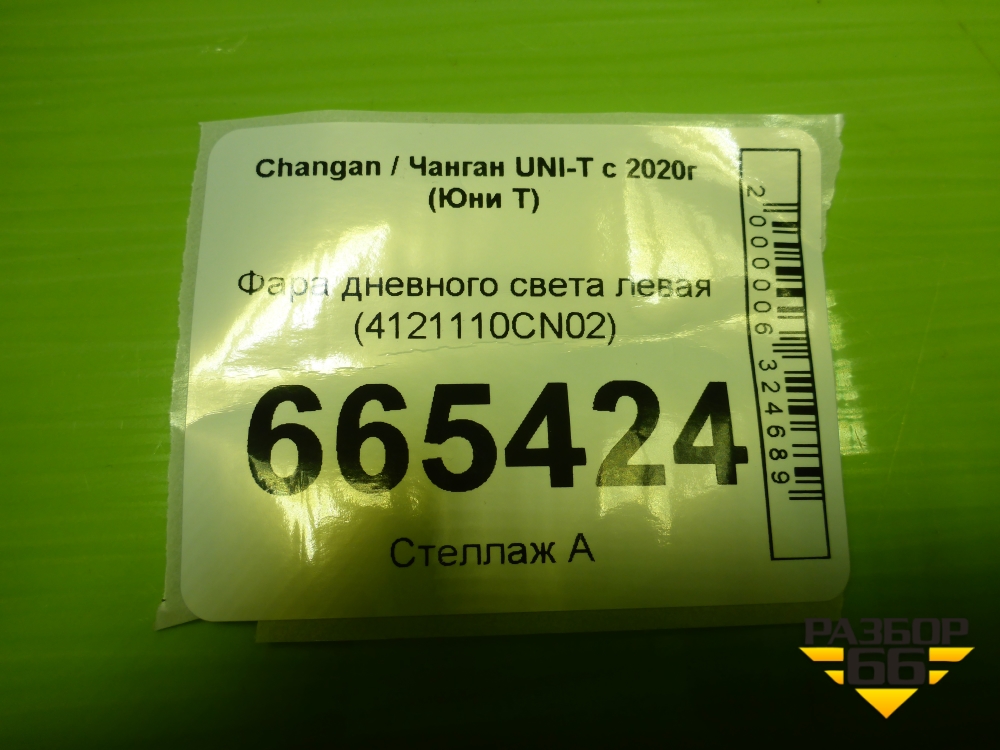 Changan / Чанган UNI-T с 2020г
(Юни Т)
Фара дневного света левая
(4121110CN02)
665424
Стеллаж А
2000006324689
РАЗБОР
66